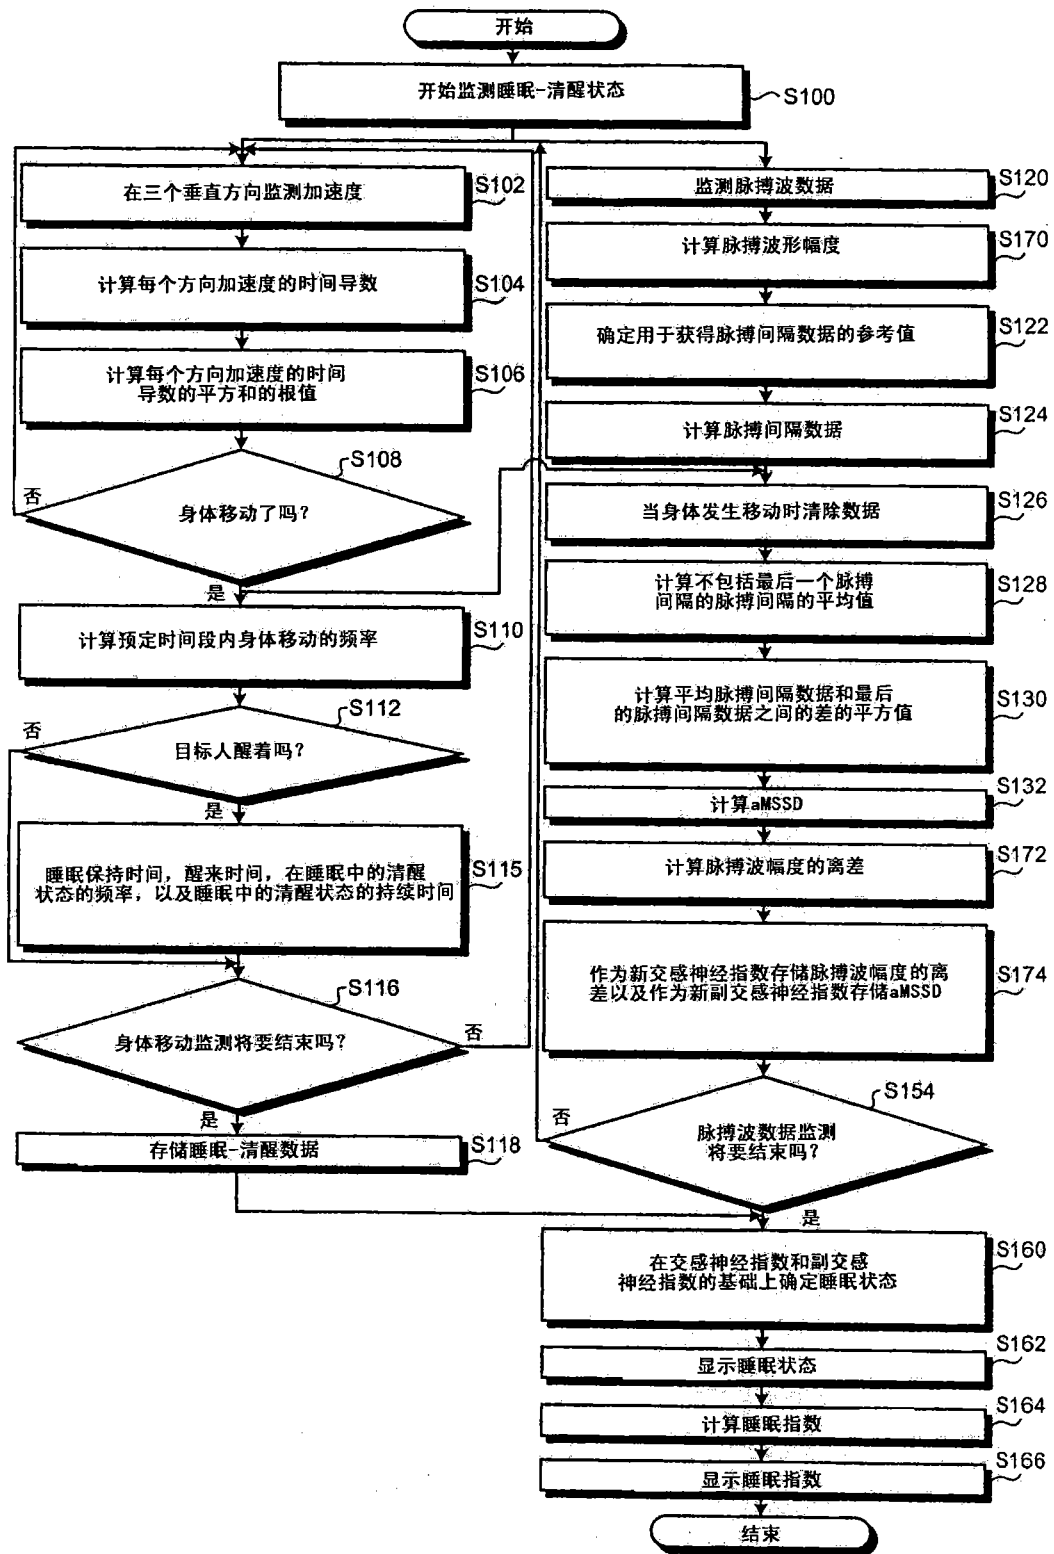 开始
开始监测睡眠-清醒状态
S100
在三个垂直方向监测加速度
S102
计算每个方向加速度的时间导数
S104
计算每个方向加速度的时间
导数的平方和的根值
S106
S108
否
身体移动了吗?
是
计算预定时间段内身体移动的频率
S110
S112
否
目标人醒着吗?
是
睡眠保持时间,醒来时间,在睡眠中的清醒
状态的频率,以及睡眠中的清醒状态的持续时间
S115
S116
身体移动监测将要结束吗?
否
是
存储睡眠-清醒数据
S118
监测脉搏波数据
S120
计算脉搏波形幅度
S170
确定用于获得脉搏间隔数据的参考值
S122
计算脉搏间隔数据
S124
当身体发生移动时清除数据
S126
计算不包括最后一个脉搏
间隔的脉搏间隔的平均值
S128
计算平均脉搏间隔数据和最后
的脉搏间隔数据之间的差的平方值
S130
计算aMSSD
S132
计算脉搏波幅度的离差
S172
作为新交感神经指数存储脉搏波幅度的离
差以及作为新副交感神经指数存储aMSSD
S174
S154
否
脉搏波数据监测
将要结束吗?
是
在交感神经指数和副交感
神经指数的基础上确定睡眠状态
S160
显示睡眠状态
S162
计算睡眠指数
S164
显示睡眠指数
S166
结束